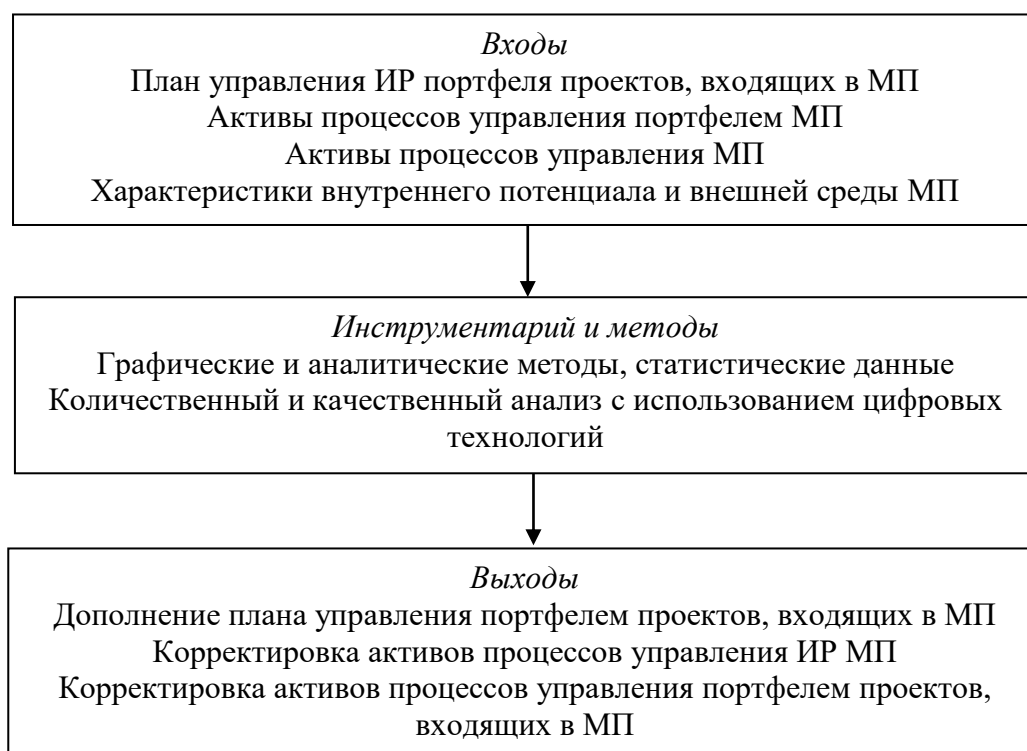 Входы
План управления ИР портфеля проектов, входящих в МП
Активы процессов управления портфелем МП
Активы процессов управления МП
Характеристики внутреннего потенциала и внешней среды МП
Инструментарий и методы
Графические и аналитические методы, статистические данные
Количественный и качественный анализ с использованием цифровых
технологий
Выходы
Дополнение плана управления портфелем проектов, входящих в МП
Корректировка активов процессов управления ИР МП
Корректировка активов процессов управления портфелем проектов,
входящих в МП